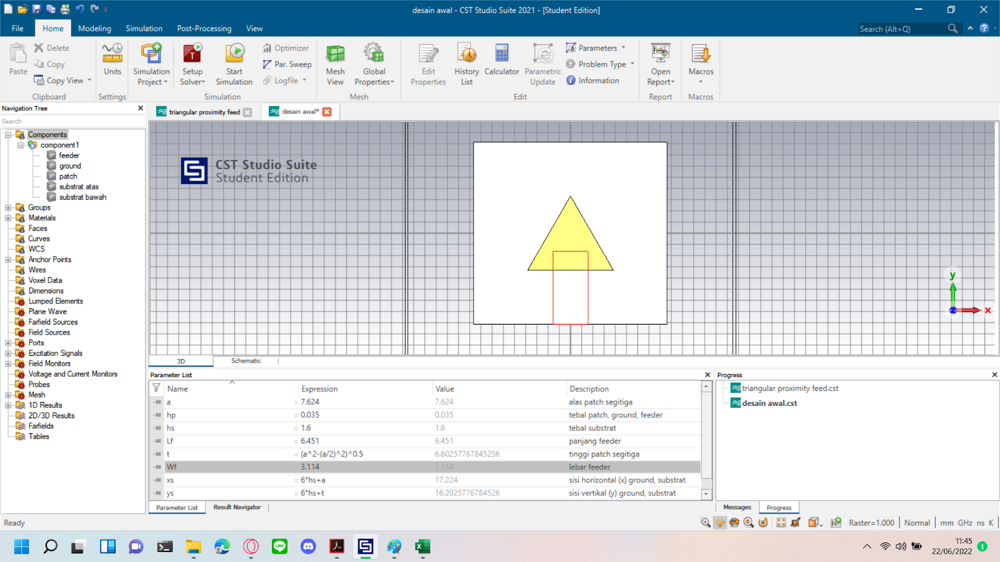 desain awal - CST Studio Suite 2021 - [Student Edition]
File Home Modeling Simulation Post-Processing View Search (Alt+Q)
Paste Delete Copy Copy View Units Simulation Project Setup Solver Start Simulation Optimizer Par. Sweep Logfile Mesh View Global Properties Edit Properties History List Calculator Parametric Update Parameters Problem Type Information Open Report Macros
Clipboard Settings Simulation Mesh Edit Report Macros
Navigation Tree
Search
triangular proximity feed
desain awal*
Components
component1
feeder
ground
patch
substrat atas
substrat bawah
Groups
Materials
Faces
Curves
WCS
Anchor Points
Wires
Voxel Data
Dimensions
Lumped Elements
Plane Wave
Farfield Sources
Field Sources
Ports
Excitation Signals
Field Monitors
Voltage and Current Monitors
Probes
Mesh
1D Results
2D/3D Results
Farfields
Tables
CST Studio Suite
Student Edition
y
z x
3D Schematic
Parameter List
Name Expression Value Description
a = 7.624 7.624 alas patch segitiga
hp = 0.035 0.035 tebal patch, ground, feeder
hs = 1.6 1.6 tebal substrat
Lf = 6.451 6.451 panjang feeder
t = (a^2-(a/2)^2)^0.5 6.60257767845256 tinggi patch segitiga
Wf 3.114 3.114 lebar feeder
xs = 6*hs+a 17.224 sisi horizontal (x) ground, substrat
ys = 6*hs+t 16.2025776784526 sisi vertikal (y) ground, substrat
Parameter List Result Navigator
Progress
triangular proximity feed.cst
desain awal.cst
Messages Progress
Ready Raster=1.000 Normal mm GHz ns K
LINE
11:45
22/06/2022
1